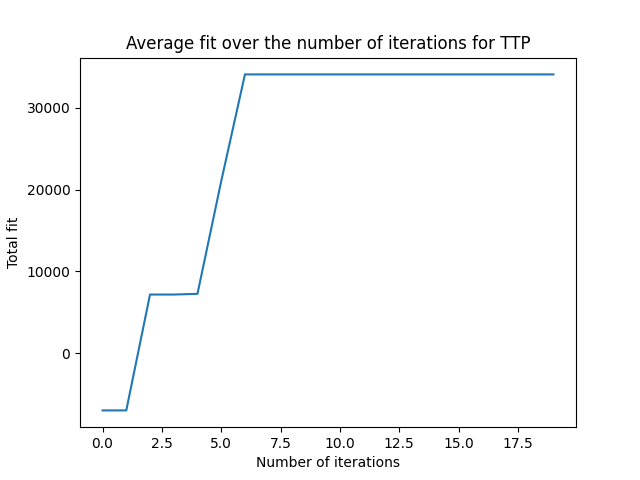 Average fit over the number of iterations for TTP
30000
20000
10000
0
Total fit
0.0 2.5 5.0 7.5 10.0 12.5 15.0 17.5
Number of iterations